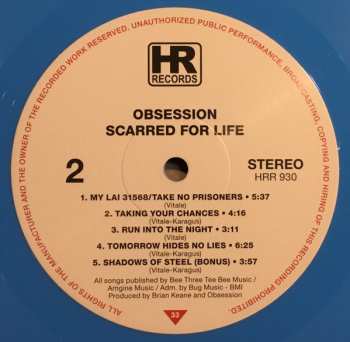 ALL RIGHTS OF THE MANUFACTURER AND THE OWNER OF THE RECORDED WORK RESERVED. UNAUTHORIZED PUBLIC PERFORMANCE, BROADCASTING, COPYING AND HIRING OF THIS RECORDING PROHIBITED.
HR
RECORDS
OBSESSION
SCARRED FOR LIFE
2
STEREO
HRR 930
1. MY LAI 31568/TAKE NO PRISONERS • 5:37
(Vitale)
2. TAKING YOUR CHANCES • 4:16
(Vitale-Karagus)
3. RUN INTO THE NIGHT • 3:11
(Vitale)
4. TOMORROW HIDES NO LIES • 6:25
(Vitale-Karagus)
5. SHADOWS OF STEEL (BONUS) • 3:57
(Vitale-Karagus)
All songs published by Bee Three Tee Bee Music /
Amgine Music / Adm. by Bug Music - BMI
Produced by Brian Keane and Obsession
33